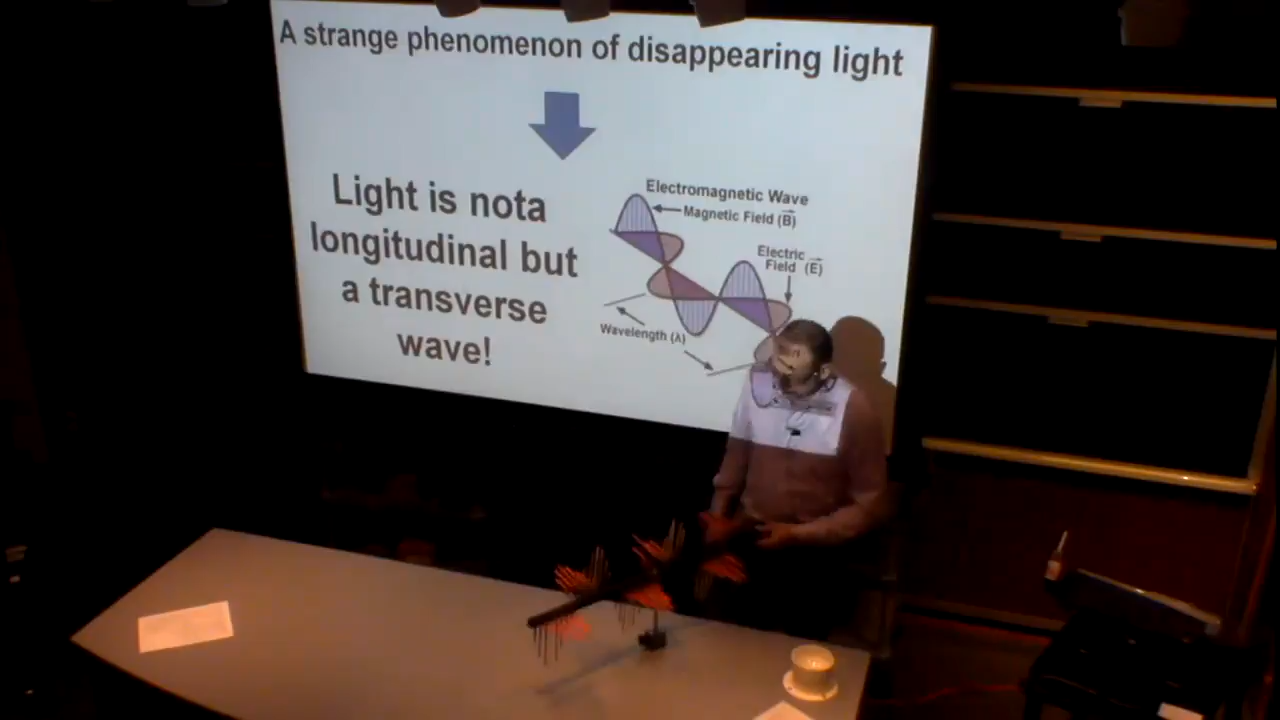 A strange phenomenon of disappearing light
Light is nota
longitudinal but
a transverse
wave!
Electromagnetic Wave
Magnetic Field (B⃗)
Electric
Field (E⃗)
Wavelength (λ)